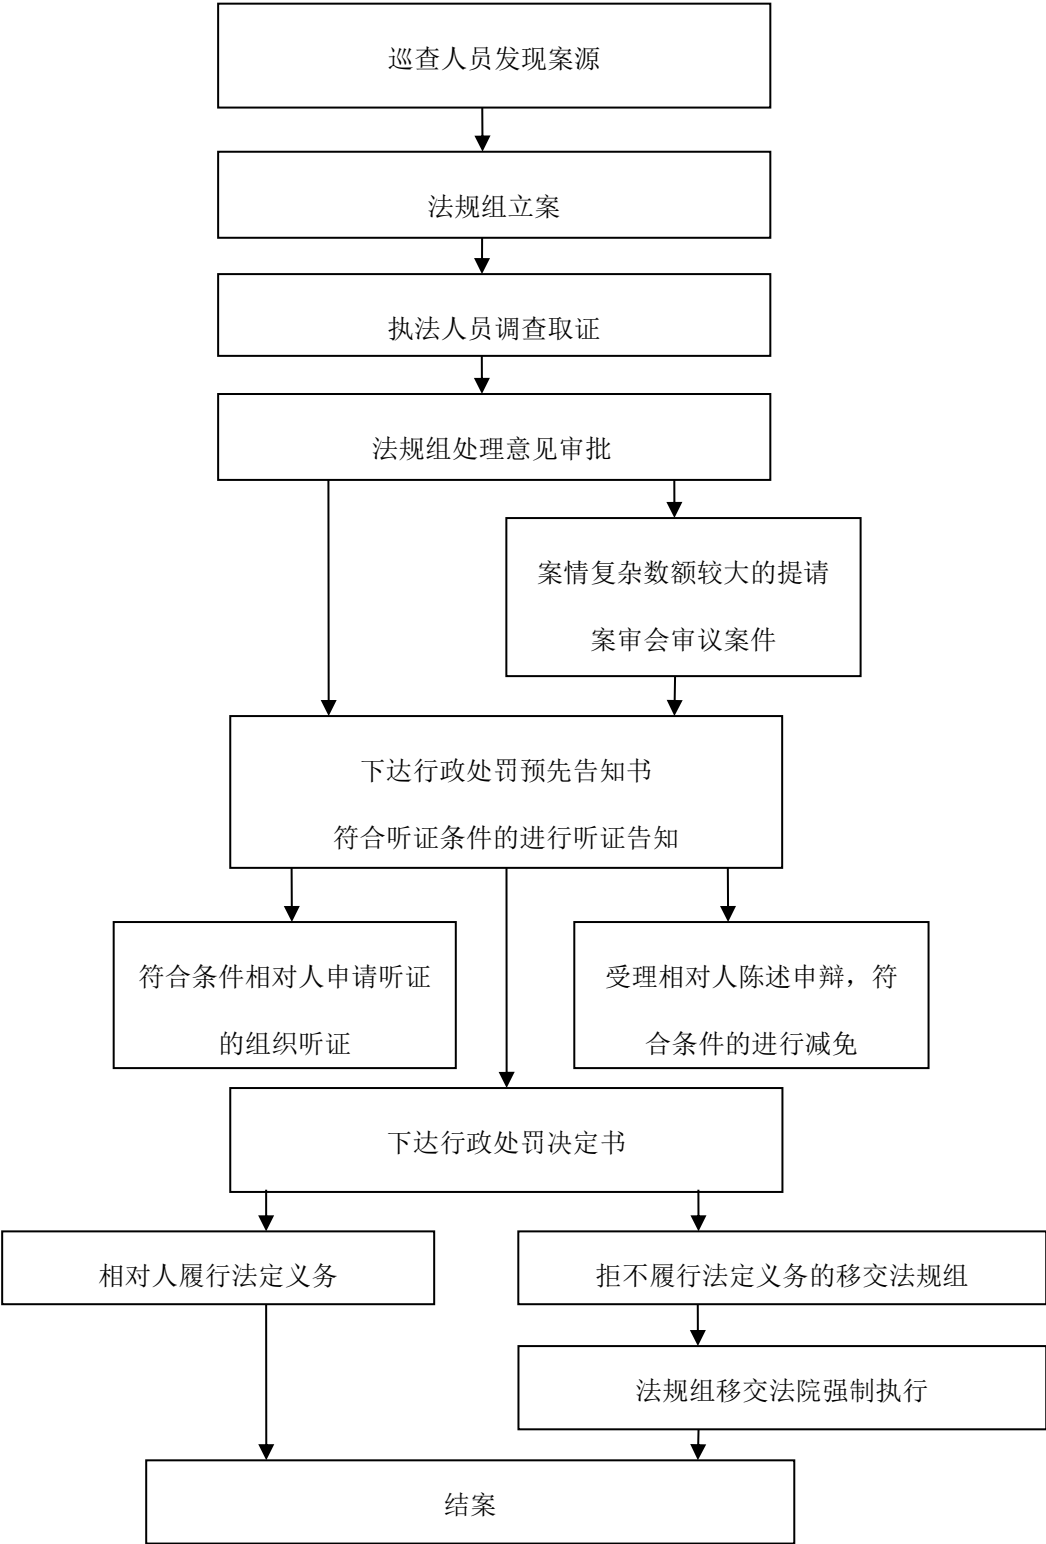 巡查人员发现案源
法规组立案
执法人员调查取证
法规组处理意见审批
案情复杂数额较大的提请
案审会审议案件
下达行政处罚预先告知书
符合听证条件的进行听证告知
符合条件相对人申请听证
的组织听证
受理相对人陈述申辩，符
合条件的进行减免
下达行政处罚决定书
相对人履行法定义务
拒不履行法定义务的移交法规组
法规组移交法院强制执行
结案